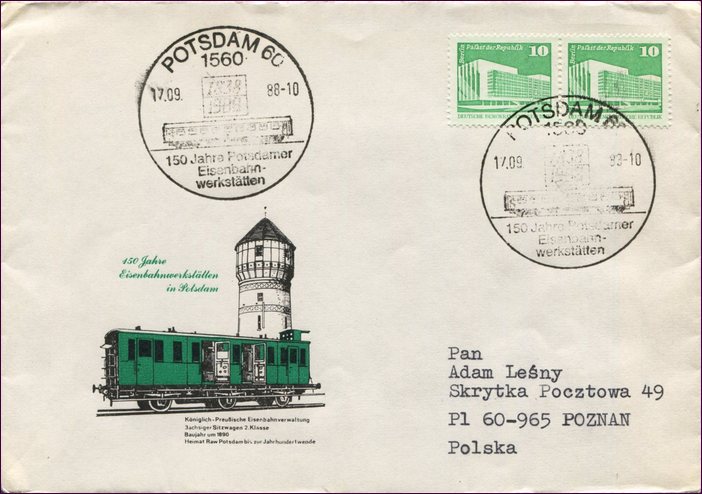 POTSDAM 60
1560
1838
1988
17.09. 88-10
150 Jahre Potsdamer
Eisenbahn-
werkstätten
Berlin Palast der Republik 10
Berlin Palast der Republik 10
POTSDAM 60
17.09. 88-10
150 Jahre Potsdamer
Eisenbahn-
werkstätten
150 Jahre
Eisenbahnwerkstätten
in Potsdam
Königlich-Preußische Eisenbahnverwaltung
3achsiger Sitzwagen 2.Klasse
Baujahr um 1890
Heimat Raw Potsdam bis zur Jahrhundertwende
Pan
Adam Leśny
Skrytka Pocztowa 49
Pl 60-965 POZNAN
Polska